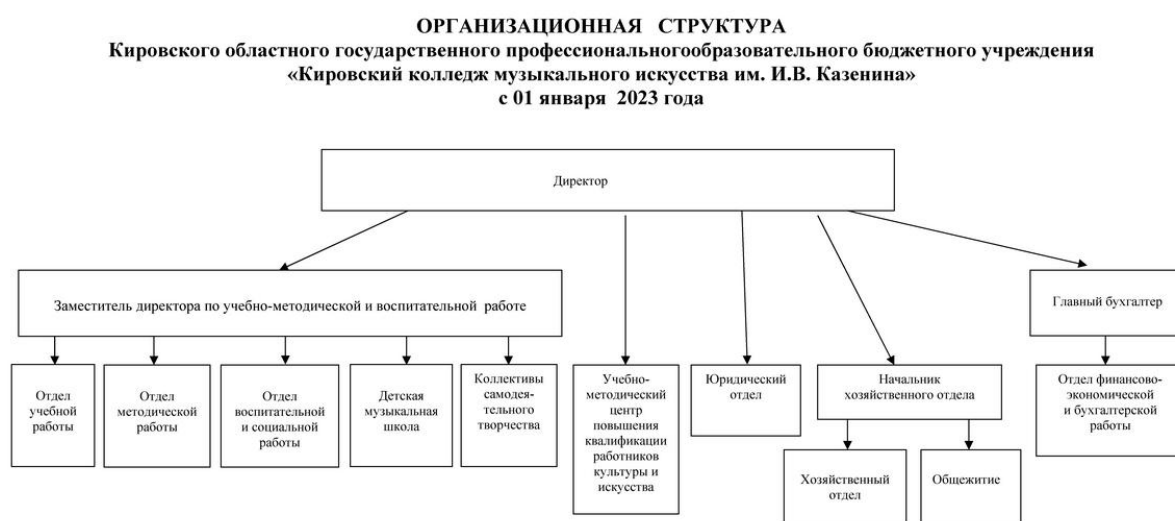 ОРГАНИЗАЦИОННАЯ СТРУКТУРА
Кировского областного государственного профессиональногообразовательного бюджетного учреждения
«Кировский колледж музыкального искусства им. И.В. Казенина»
с 01 января 2023 года
Директор
Заместитель директора по учебно-методической и воспитательной работе
Главный бухгалтер
Отдел
учебной
работы
Отдел
методической
работы
Отдел
воспитательной
и социальной
работы
Детская
музыкальная
школа
Коллективы
самодея-
тельного
творчества
Учебно-
методический
центр
повышения
квалификации
работников
культуры и
искусства
Юридический
отдел
Начальник
хозяйственного отдела
Отдел финансово-
экономической
и бухгалтерской
работы
Хозяйственный
отдел
Общежитие